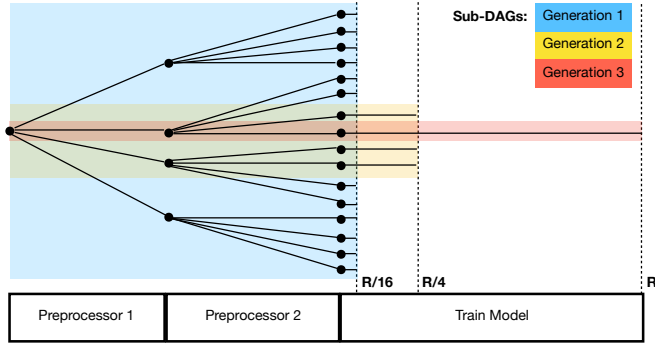 Sub-DAGs: Generation 1
Generation 2
Generation 3
R/16 R/4 R
Preprocessor 1 Preprocessor 2 Train Model